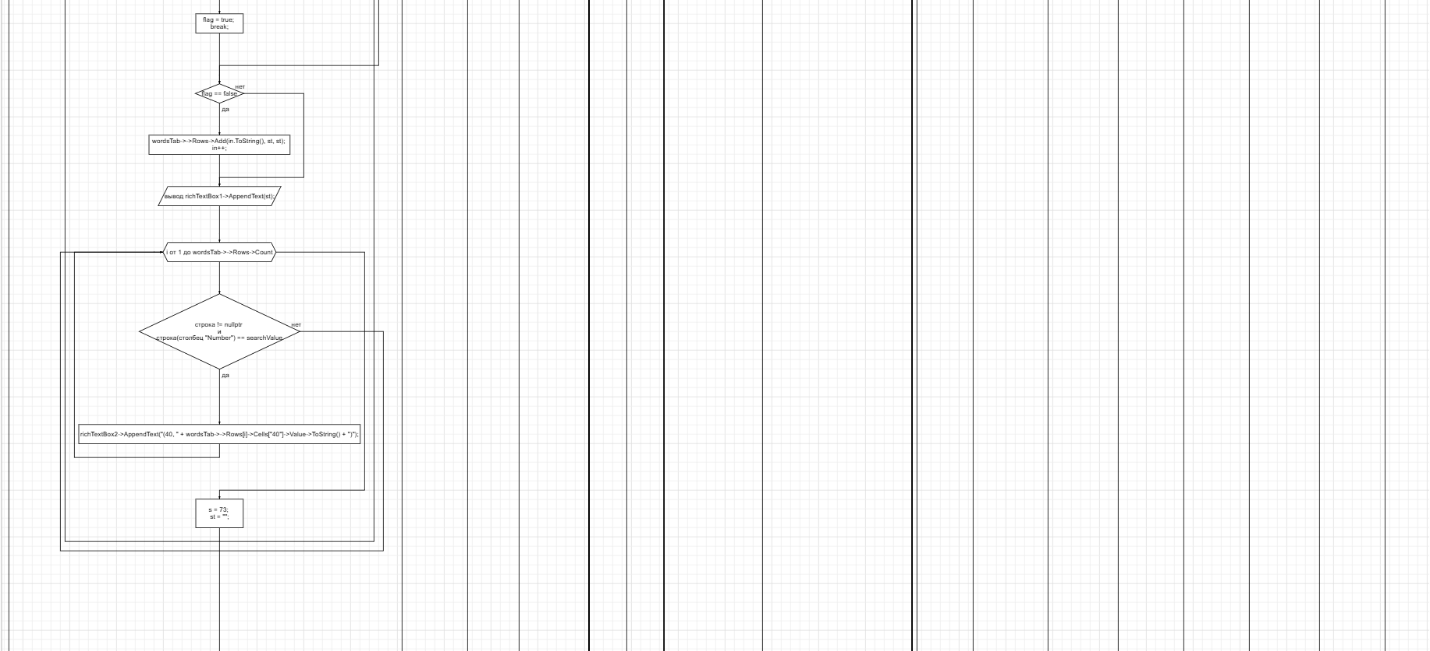 flag = true;
break;
нет
flag == false
да
wordsTab->->Rows->Add(in.ToString(), st, st);
in++;
вывод richTextBox1->AppendText(st);
i от 1 до wordsTab->->Rows->Count
строка != nullptr
и
строка(столбец "Number") == searchValue
нет
да
richTextBox2->AppendText("(40, " + wordsTab->->Rows[i]->Cells["40"]->Value->ToString() + ")");
s = 73;
st = "";